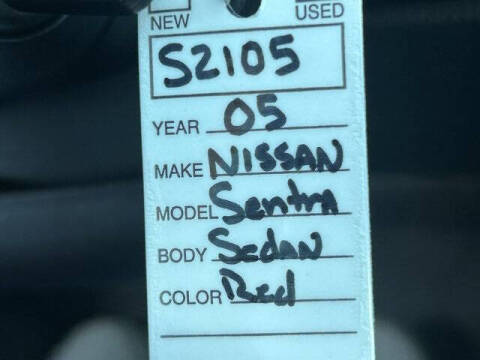 NEW USED
S2105
YEAR 05
MAKE NISSAN
MODEL Sentra
BODY Sedan
COLOR Red